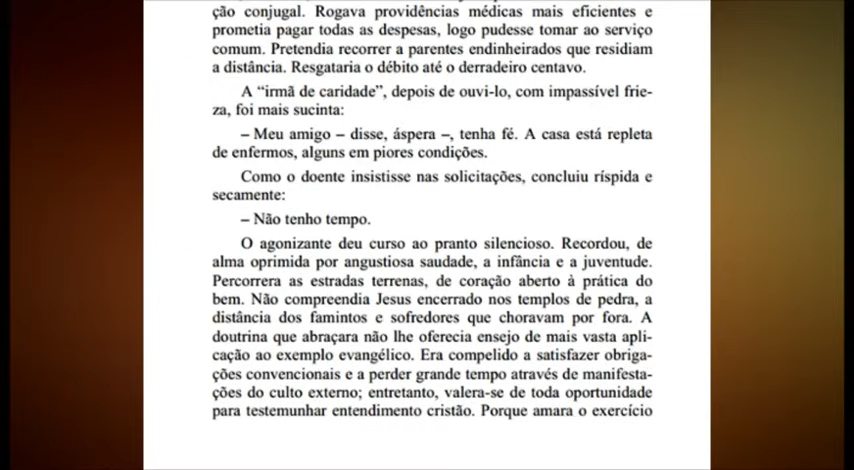 ção conjugal. Rogava providências médicas mais eficientes e
prometia pagar todas as despesas, logo pudesse tomar ao serviço
comum. Pretendia recorrer a parentes endinheirados que residiam
a distância. Resgataria o débito até o derradeiro centavo.
A “irmã de caridade”, depois de ouvi-lo, com impassível frie-
za, foi mais sucinta:
– Meu amigo – disse, áspera –, tenha fé. A casa está repleta
de enfermos, alguns em piores condições.
Como o doente insistisse nas solicitações, concluiu ríspida e
secamente:
– Não tenho tempo.
O agonizante deu curso ao pranto silencioso. Recordou, de
alma oprimida por angustiosa saudade, a infância e a juventude.
Percorrera as estradas terrenas, de coração aberto à prática do
bem. Não compreendia Jesus encerrado nos templos de pedra, a
distância dos famintos e sofredores que choravam por fora. A
doutrina que abraçara não lhe oferecia ensejo de mais vasta apli-
cação ao exemplo evangélico. Era compelido a satisfazer obriga-
ções convencionais e a perder grande tempo através de manifesta-
ções do culto externo; entretanto, valera-se de toda oportunidade
para testemunhar entendimento cristão. Porque amara o exercício